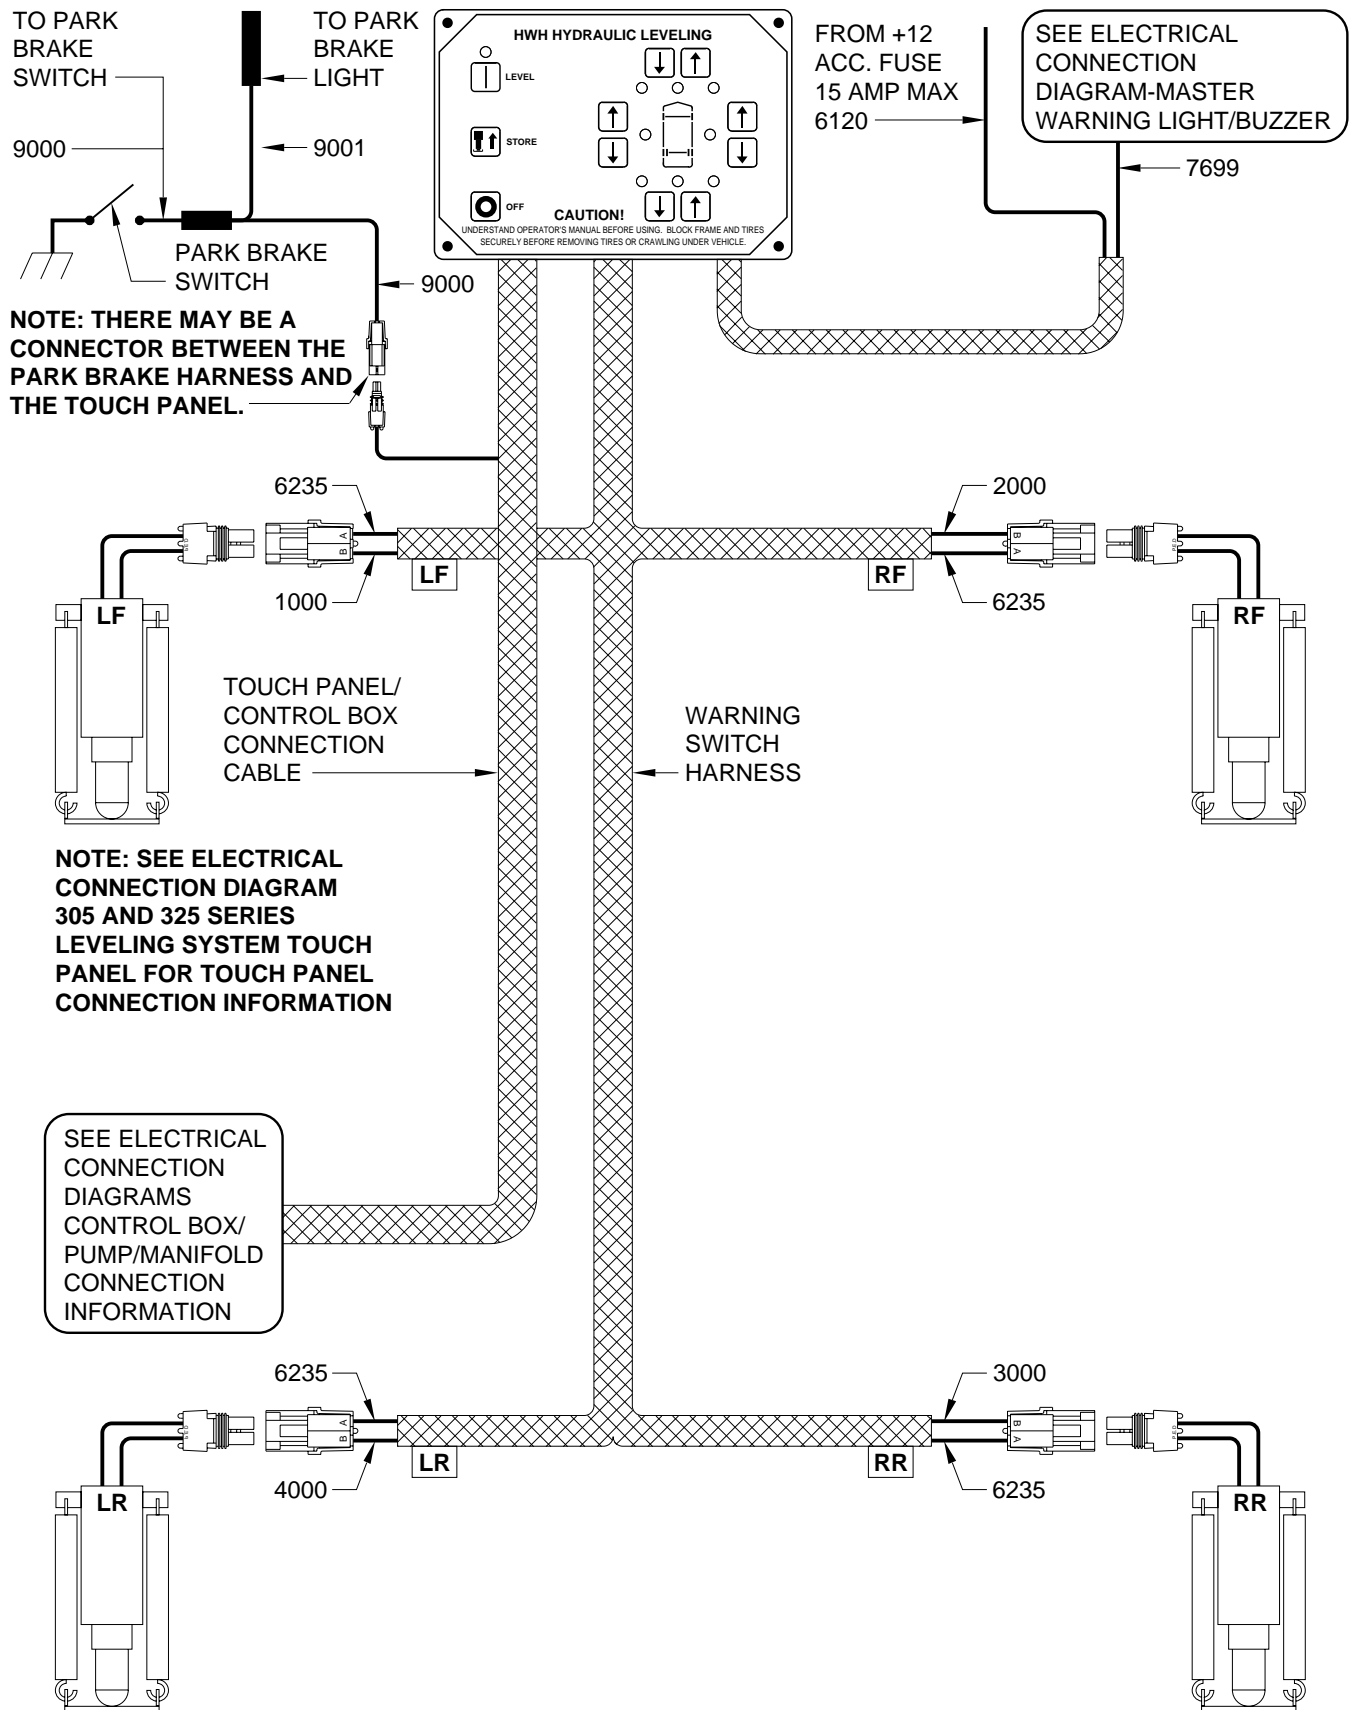 TO PARK
BRAKE
SWITCH
TO PARK
BRAKE
LIGHT
9000
9001
PARK BRAKE
SWITCH
9000
NOTE: THERE MAY BE A
CONNECTOR BETWEEN THE
PARK BRAKE HARNESS AND
THE TOUCH PANEL.
HWH HYDRAULIC LEVELING
LEVEL
STORE
OFF
CAUTION!
UNDERSTAND OPERATOR'S MANUAL BEFORE USING. BLOCK FRAME AND TIRES
SECURELY BEFORE REMOVING TIRES OR CRAWLING UNDER VEHICLE.
FROM +12
ACC. FUSE
15 AMP MAX
6120
SEE ELECTRICAL
CONNECTION
DIAGRAM-MASTER
WARNING LIGHT/BUZZER
7699
6235
A
B
1000
LF
LF
2000
B
A
6235
RF
RF
TOUCH PANEL/
CONTROL BOX
CONNECTION
CABLE
WARNING
SWITCH
HARNESS
NOTE: SEE ELECTRICAL
CONNECTION DIAGRAM
305 AND 325 SERIES
LEVELING SYSTEM TOUCH
PANEL FOR TOUCH PANEL
CONNECTION INFORMATION
SEE ELECTRICAL
CONNECTION
DIAGRAMS
CONTROL BOX/
PUMP/MANIFOLD
CONNECTION
INFORMATION
6235
A
B
4000
LR
LR
3000
B
A
6235
RR
RR